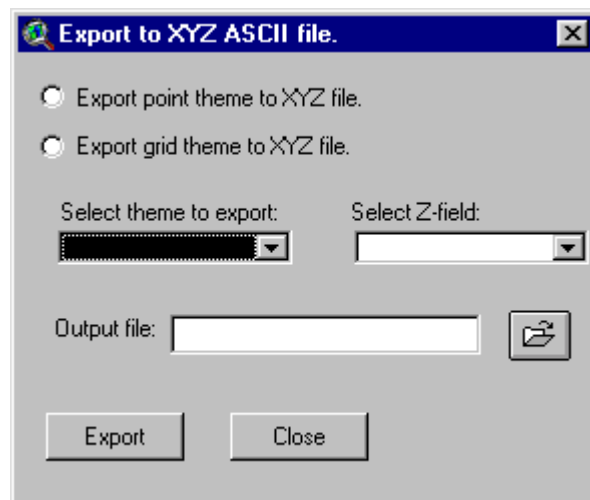 Export to XYZ ASCII file.
Export point theme to XYZ file.
Export grid theme to XYZ file.
Select theme to export: Select Z-field:
Output file:
Export Close